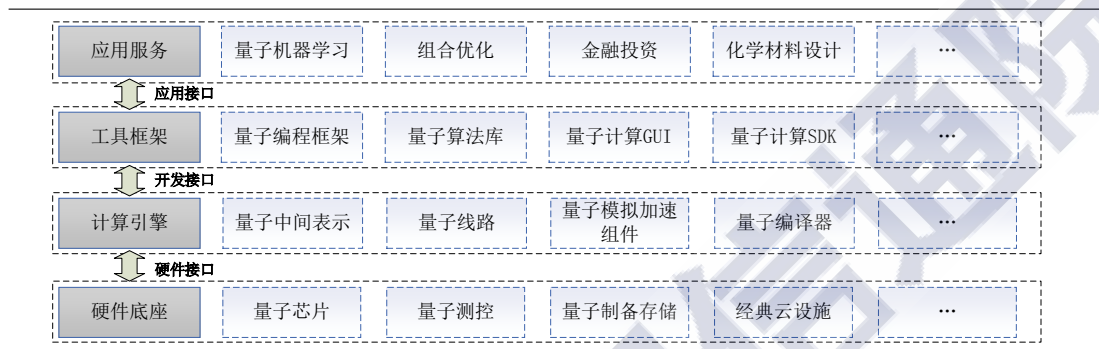 应用服务 量子机器学习 组合优化 金融投资 化学材料设计 …
应用接口
工具框架 量子编程框架 量子算法库 量子计算GUI 量子计算SDK …
开发接口
计算引擎 量子中间表示 量子线路 量子模拟加速 量子编译器 …
组件
硬件接口
硬件底座 量子芯片 量子测控 量子制备存储 经典云设施 …
信通院